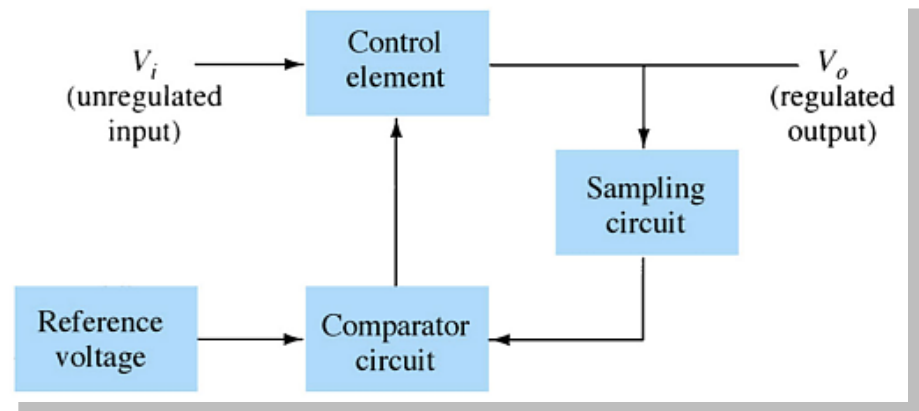 Control
element
V_i
(unregulated
input)
V_o
(regulated
output)
Sampling
circuit
Reference
voltage
Comparator
circuit